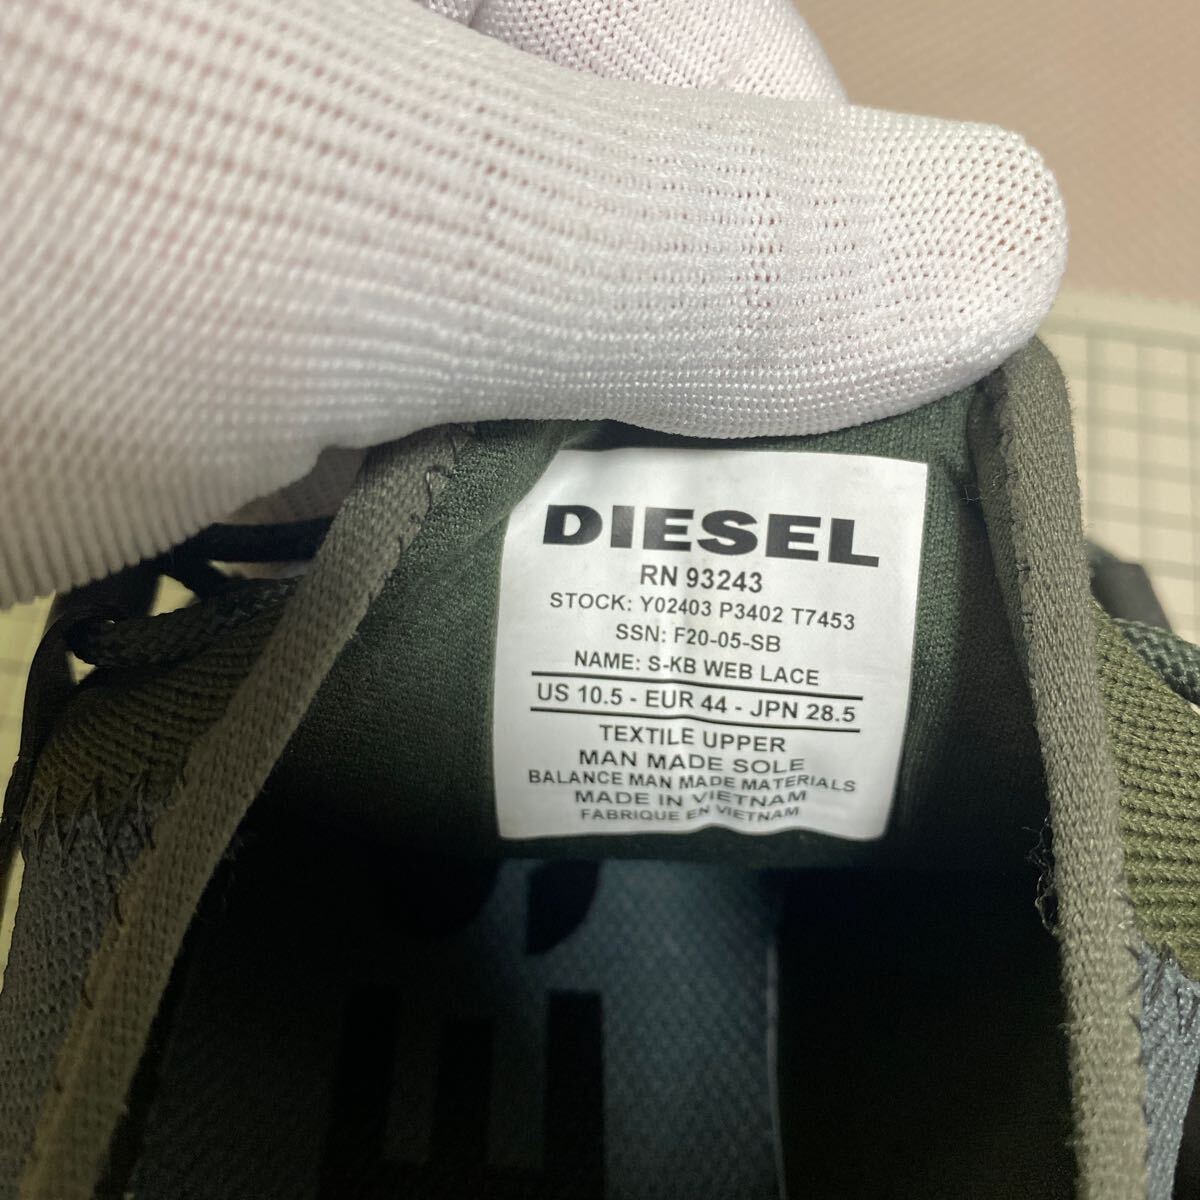 DIESEL
RN 93243
STOCK: Y02403 P3402 T7453
SSN: F20-05-SB
NAME: S-KB WEB LACE
US 10.5 - EUR 44 - JPN 28.5
TEXTILE UPPER
MAN MADE SOLE
BALANCE MAN MADE MATERIALS
MADE IN VIETNAM
FABRIQUE EN VIETNAM